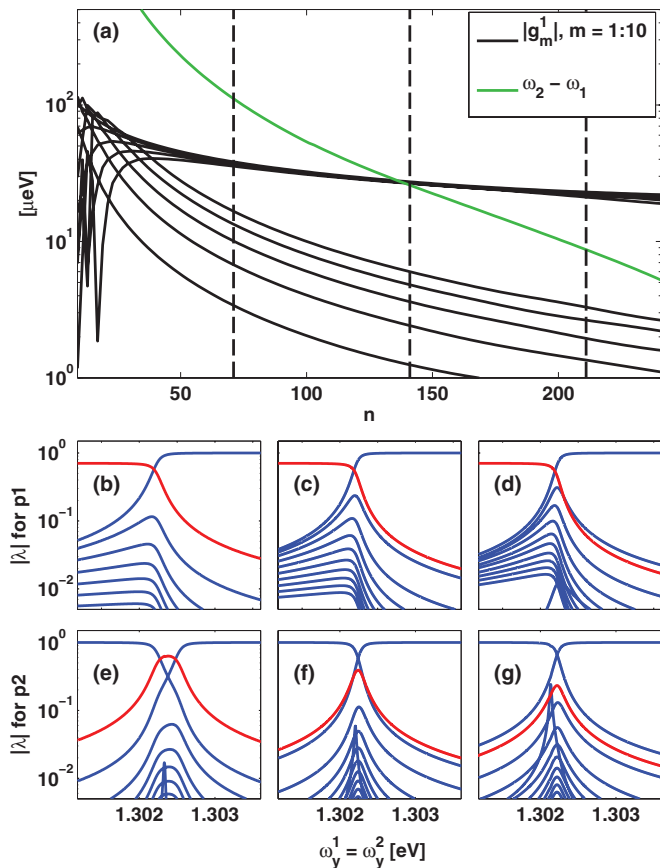 (a)
|g¹ₘ|, m = 1:10
ω₂ − ω₁
[μeV]
10² 10¹ 10⁰
50 100 150 200
n
(b) (c) (d)
|λ| for p1
10⁰ 10⁻¹ 10⁻²
(e) (f) (g)
|λ| for p2
10⁰ 10⁻¹ 10⁻²
1.302 1.303 1.302 1.303 1.302 1.303
ω¹ᵧ = ω²ᵧ [eV]